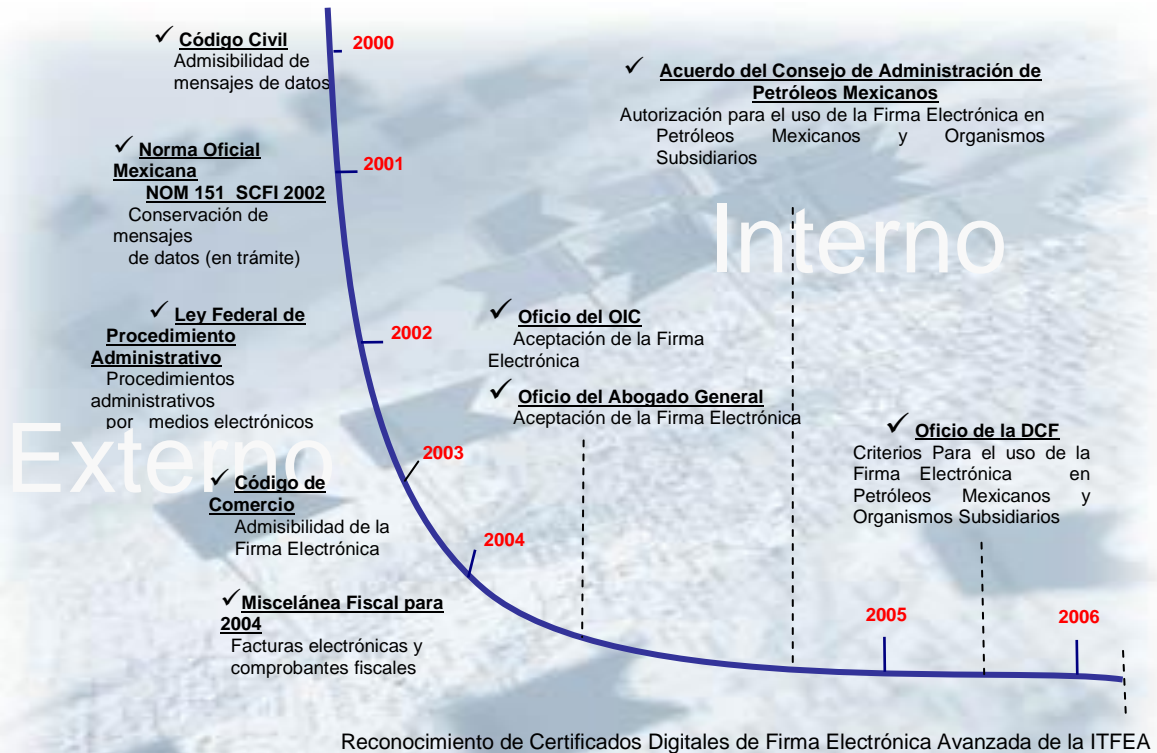 ✓ Código Civil
Admisibilidad de
mensajes de datos
2000
✓ Norma Oficial
Mexicana
NOM 151 SCFI 2002
Conservación de
mensajes
de datos (en trámite)
2001
✓ Ley Federal de
Procedimiento
Administrativo
Procedimientos
administrativos
por medios electrónicos
2002
Externo
✓ Código de
Comercio
Admisibilidad de la
Firma Electrónica
2003
✓ Miscelánea Fiscal para
2004
Facturas electrónicas y
comprobantes fiscales
2004
✓ Acuerdo del Consejo de Administración de
Petróleos Mexicanos
Autorización para el uso de la Firma Electrónica en
Petróleos Mexicanos y Organismos
Subsidiarios
Interno
✓ Oficio del OIC
Aceptación de la Firma
Electrónica
✓ Oficio del Abogado General
Aceptación de la Firma Electrónica
✓ Oficio de la DCF
Criterios Para el uso de la
Firma Electrónica en
Petróleos Mexicanos y
Organismos Subsidiarios
2005
2006
Reconocimiento de Certificados Digitales de Firma Electrónica Avanzada de la ITFEA